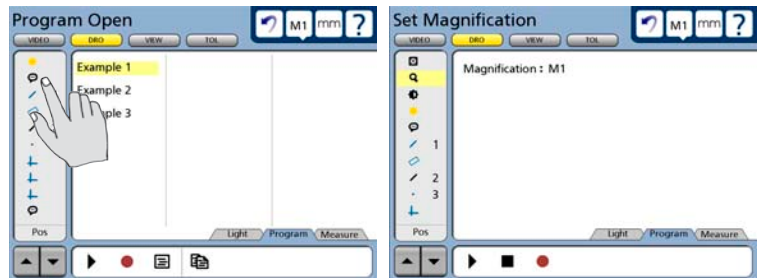 Program Open
M1 mm ?
VIDEO DRO VIEW TOL
Example 1
Example 2
ple 3
Pos
Light Program Measure
Set Magnification
M1 mm ?
VIDEO DRO VIEW TOL
Magnification : M1
1
2
3
Pos
Light Program Measure